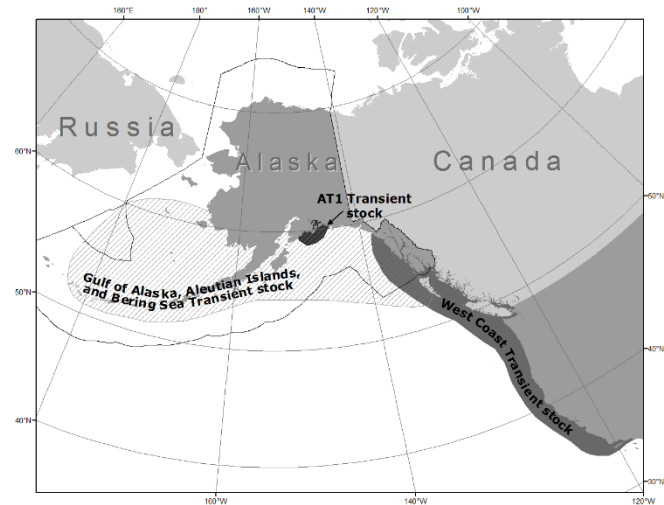 160°E
180°
160°W
140°W
120°W
100°W
Russia
Alaska
Canada
60°N
50°N
40°N
50°N
40°N
30°N
AT1 Transient
stock
Gulf of Alaska, Aleutian Islands,
and Bering Sea Transient stock
West Coast Transient stock
160°W
140°W
120°W